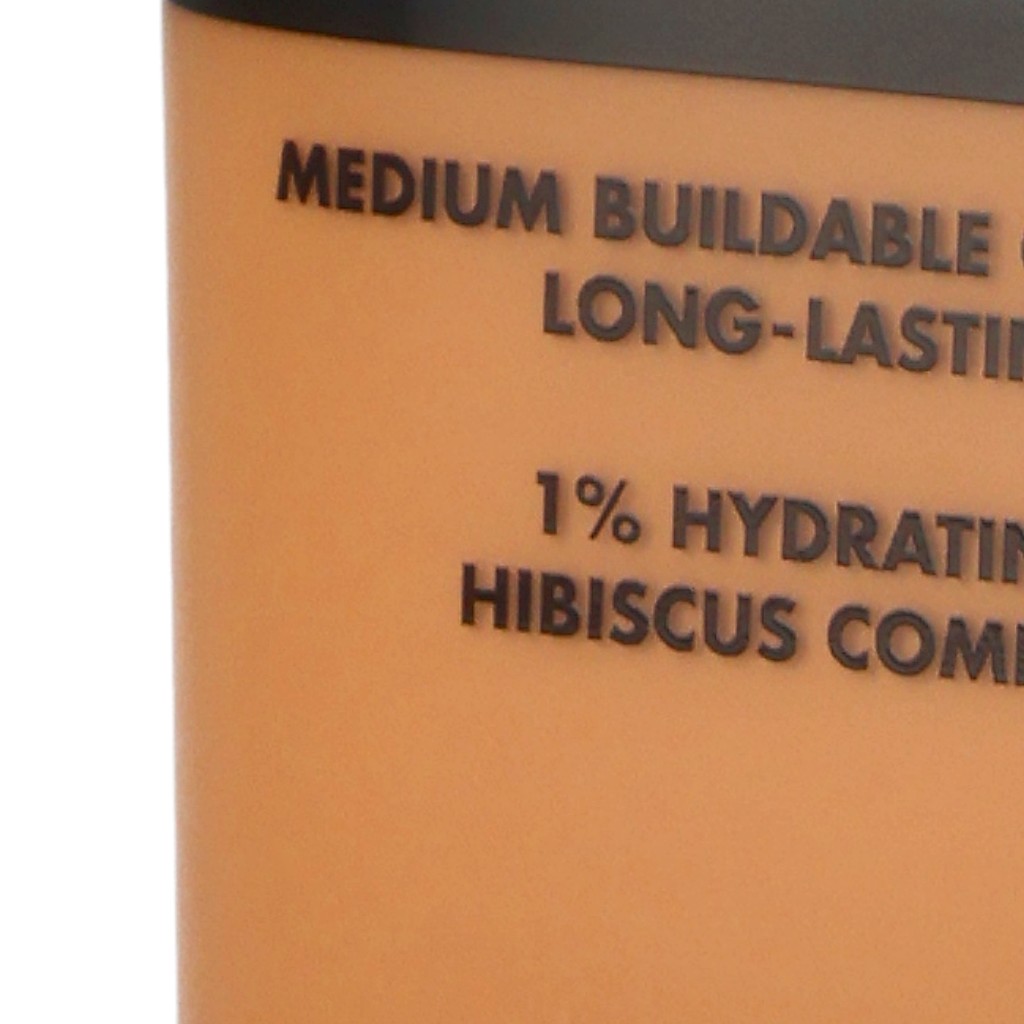 MEDIUM BUILDABLE
LONG-LASTI
1% HYDRATIN
HIBISCUS COM